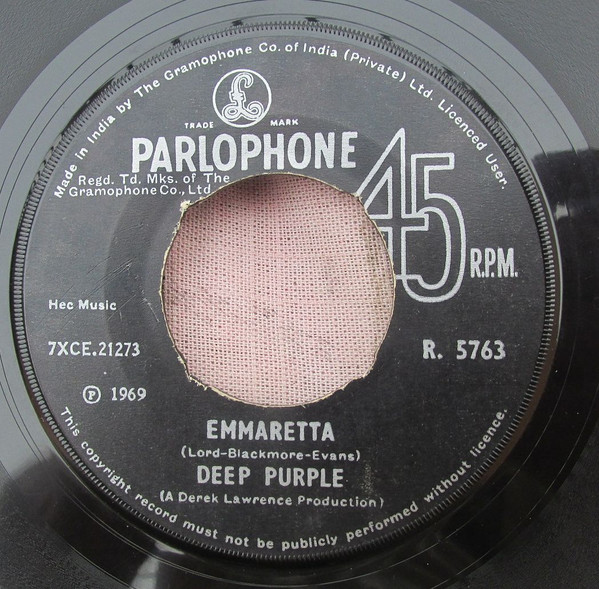 Made in India by The Gramophone Co. of India (Private) Ltd. Licenced User.
TRADE MARK
PARLOPHONE
Regd. Td. Mks. of The
Gramophone Co., Ltd
45
R.P.M.
Hec Music
7XCE.21273
R. 5763
Ⓟ 1969
EMMARETTA
(Lord-Blackmore-Evans)
DEEP PURPLE
(A Derek Lawrence Production)
This copyright record must not be publicly performed without licence.